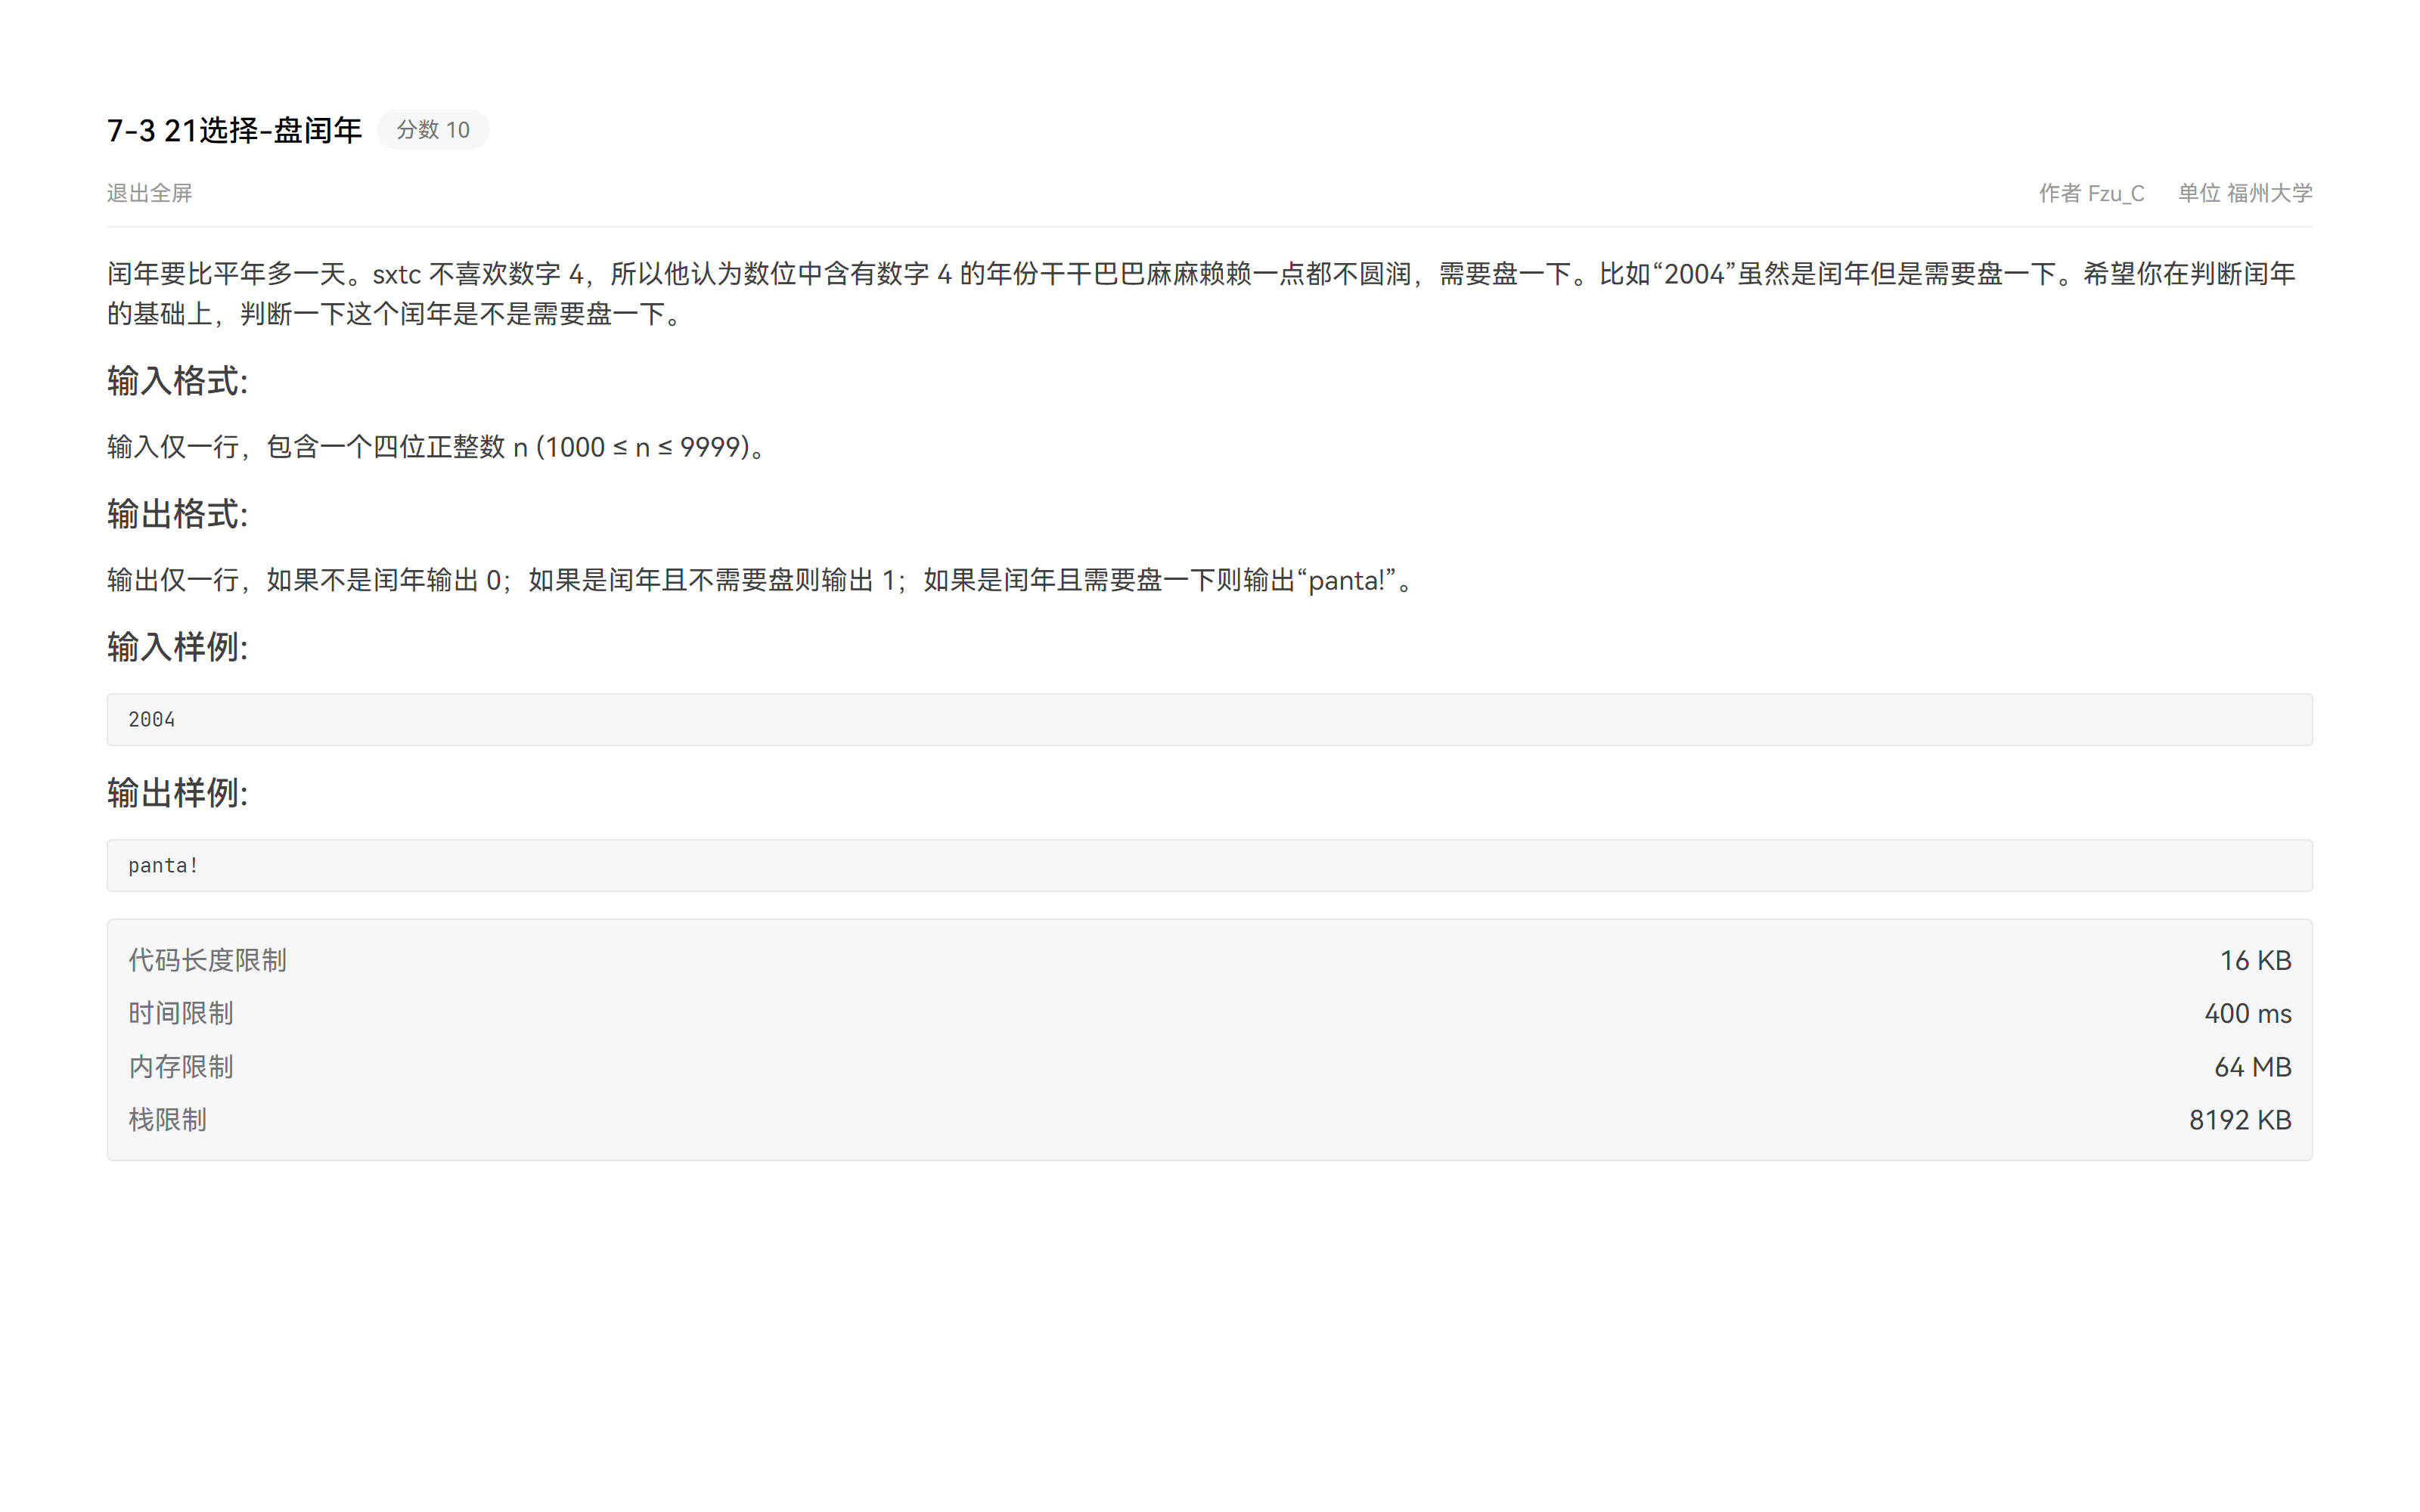 7-3 21选择-盘闰年 分数 10
退出全屏 作者 Fzu_C 单位 福州大学
闰年要比平年多一天。sxtc 不喜欢数字 4，所以他认为数位中含有数字 4 的年份干干巴巴麻麻赖赖一点都不圆润，需要盘一下。比如“2004”虽然是闰年但是需要盘一下。希望你在判断闰年
的基础上，判断一下这个闰年是不是需要盘一下。
输入格式:
输入仅一行，包含一个四位正整数 n (1000 ≤ n ≤ 9999)。
输出格式:
输出仅一行，如果不是闰年输出 0；如果是闰年且不需要盘则输出 1；如果是闰年且需要盘一下则输出“panta!”。
输入样例:
2004
输出样例:
panta!
代码长度限制 16 KB
时间限制 400 ms
内存限制 64 MB
栈限制 8192 KB